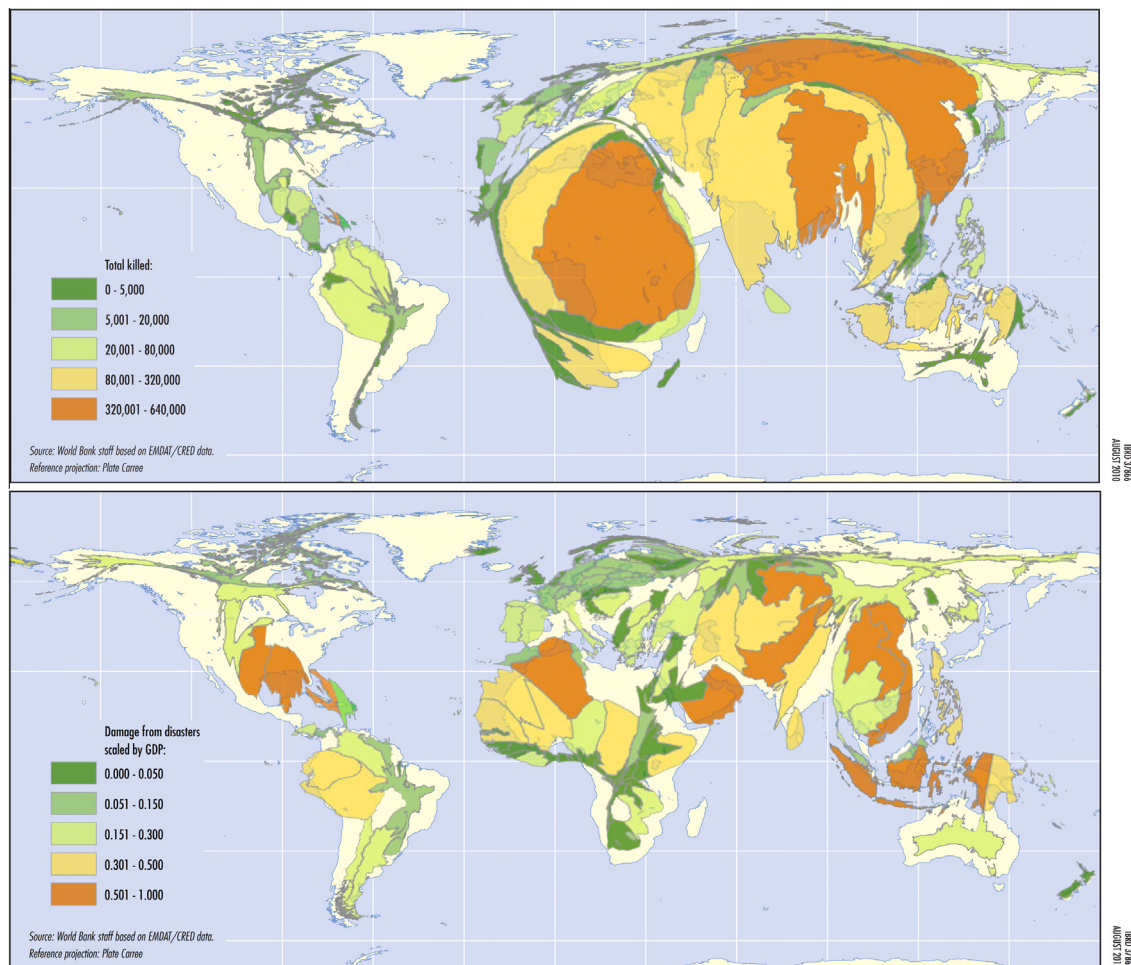 Total killed:
0 - 5,000
5,001 - 20,000
20,001 - 80,000
80,001 - 320,000
320,001 - 640,000
Source: World Bank staff based on EMDAT/CRED data.
Reference projection: Plate Carree
AUGUST 2010
Damage from disasters
scaled by GDP:
0.000 - 0.050
0.051 - 0.150
0.151 - 0.300
0.301 - 0.500
0.501 - 1.000
Source: World Bank staff based on EMDAT/CRED data.
Reference projection: Plate Carree